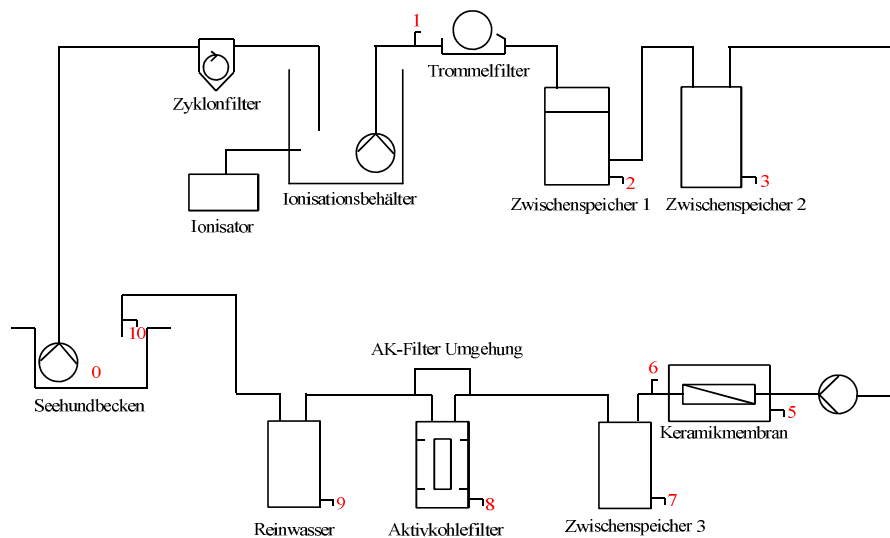 1
Trommelfilter
Zyklonfilter
2
3
Ionisator
Ionisationsbehälter
Zwischenspeicher 1
Zwischenspeicher 2
10
0
Seehundbecken
AK-Filter Umgehung
6
5
Keramikmembran
9
8
7
Reinwasser
Aktivkohlefilter
Zwischenspeicher 3